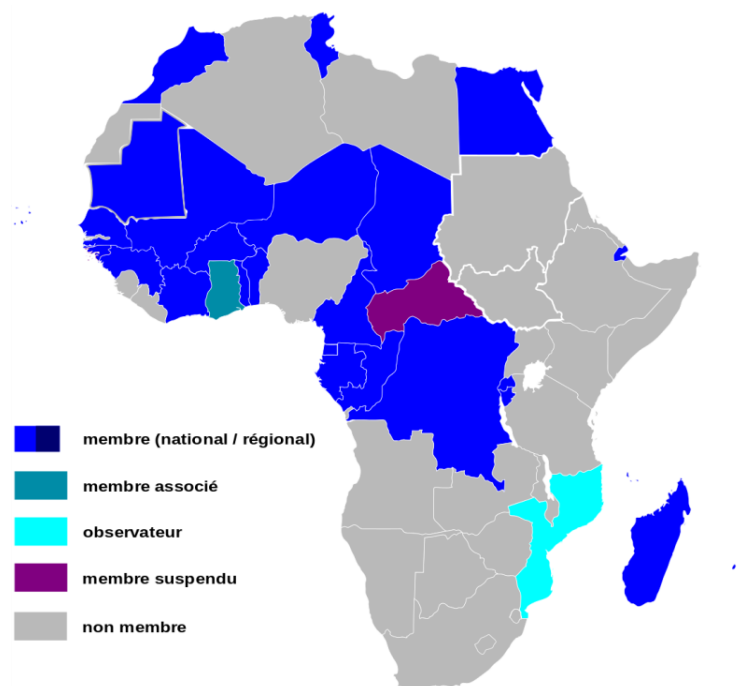 membre (national / régional)
membre associé
observateur
membre suspendu
non membre